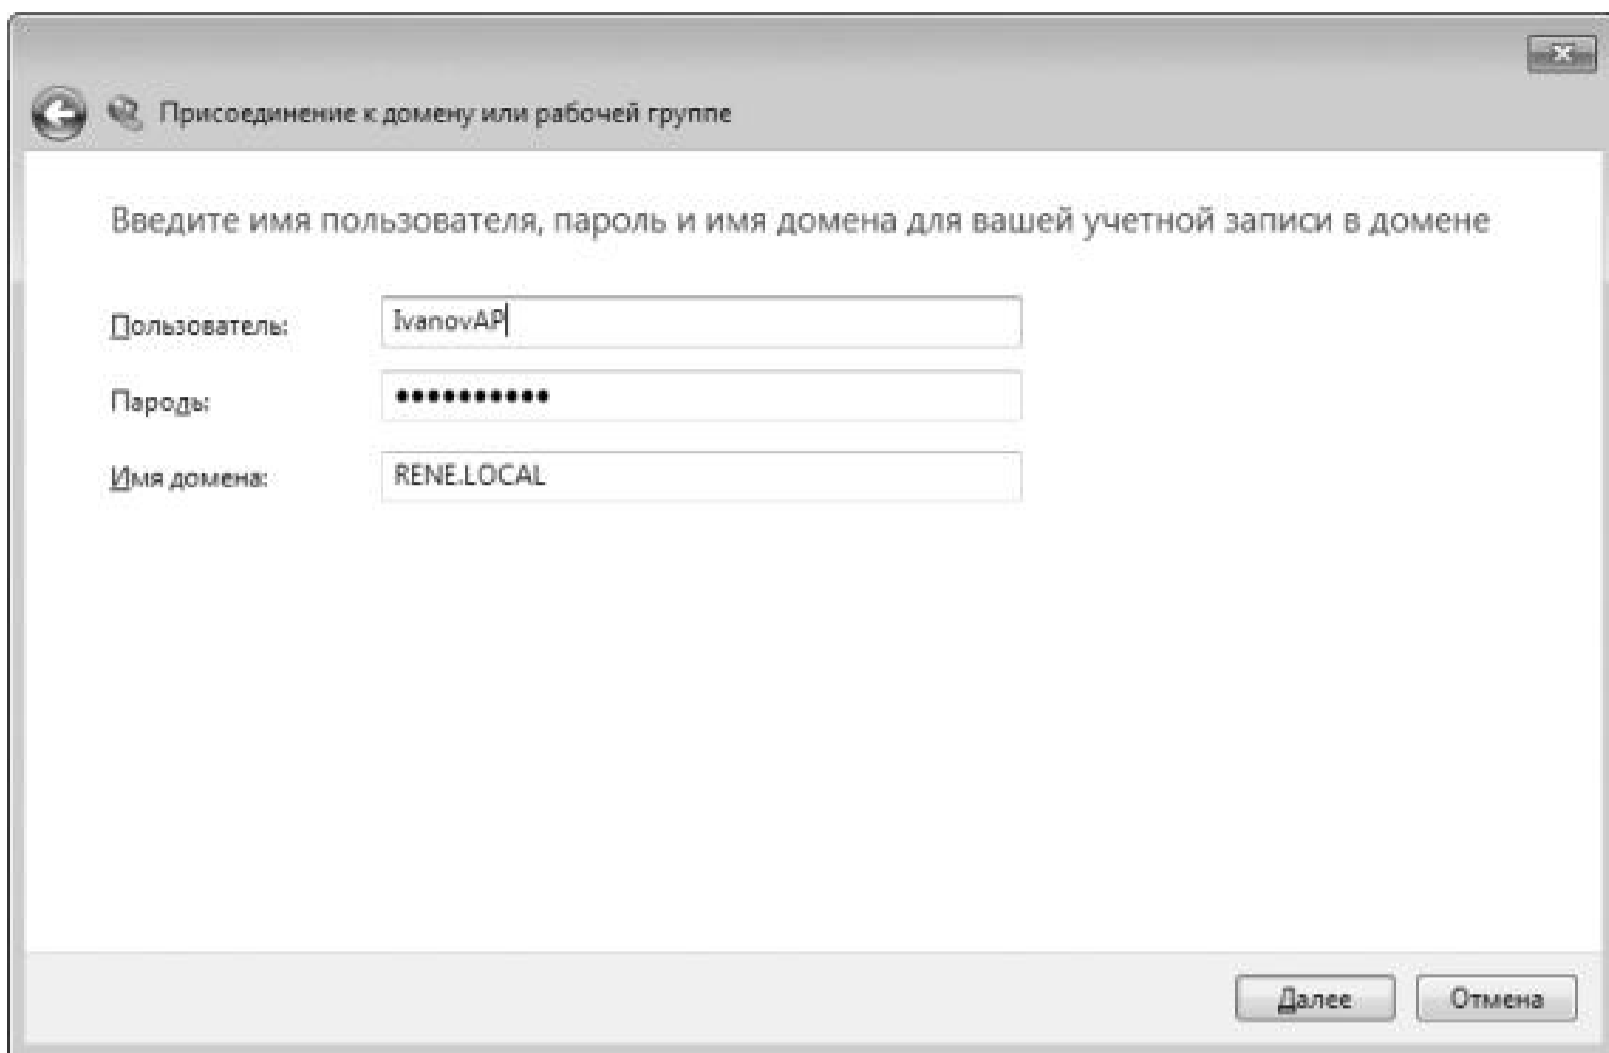 Присоединение к домену или рабочей группе
Введите имя пользователя, пароль и имя домена для вашей учетной записи в домене
Пользователь: IvanovAP
Пароль: ●●●●●●●●●●
Имя домена: RENE.LOCAL
Далее Отмена